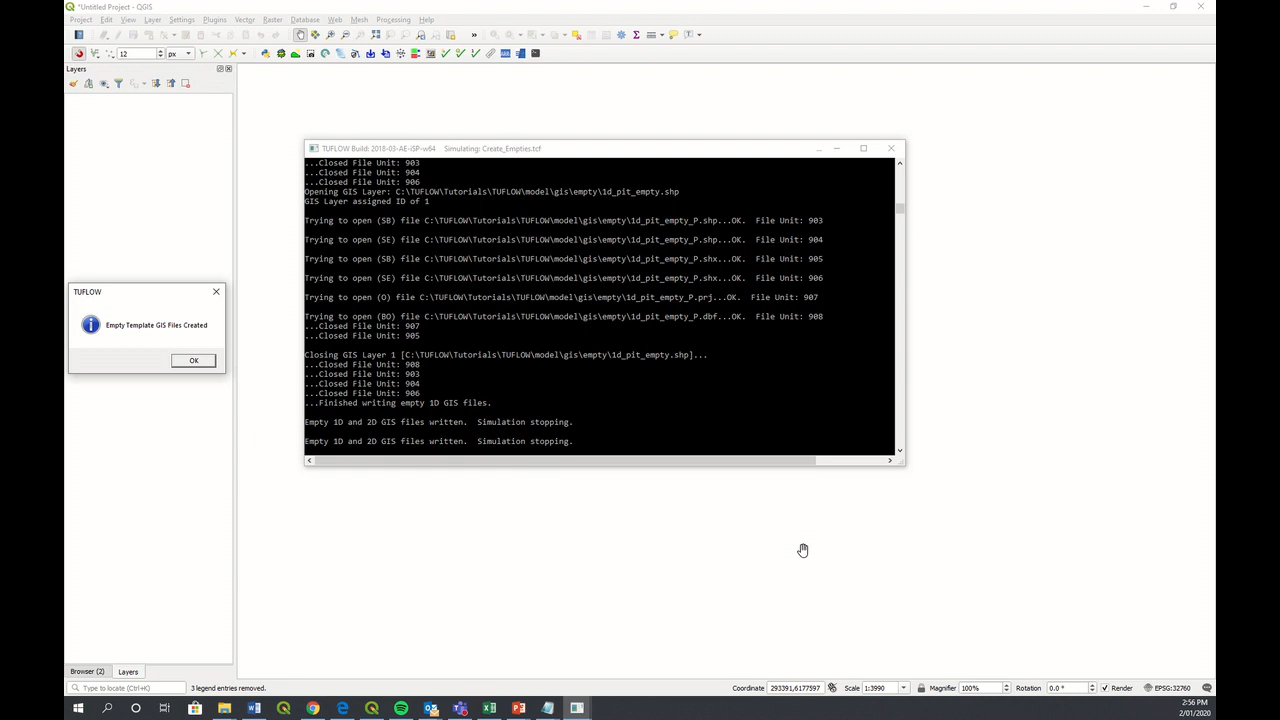 *Untitled Project - QGIS
Project Edit View Layer Settings Plugins Vector Raster Database Web Mesh Processing Help
12 px
Layers
TUFLOW Build: 2018-03-AE-iSP-w64 Simulating: Create_Empties.tcf
...Closed File Unit: 903
...Closed File Unit: 904
...Closed File Unit: 906
Opening GIS Layer: C:\TUFLOW\Tutorials\TUFLOW\model\gis\empty\1d_pit_empty.shp
GIS Layer assigned ID of 1
Trying to open (SB) file C:\TUFLOW\Tutorials\TUFLOW\model\gis\empty\1d_pit_empty_P.shp...OK. File Unit: 903
Trying to open (SE) file C:\TUFLOW\Tutorials\TUFLOW\model\gis\empty\1d_pit_empty_P.shp...OK. File Unit: 904
Trying to open (SB) file C:\TUFLOW\Tutorials\TUFLOW\model\gis\empty\1d_pit_empty_P.shx...OK. File Unit: 905
Trying to open (SE) file C:\TUFLOW\Tutorials\TUFLOW\model\gis\empty\1d_pit_empty_P.shx...OK. File Unit: 906
Trying to open (O) file C:\TUFLOW\Tutorials\TUFLOW\model\gis\empty\1d_pit_empty_P.prj...OK. File Unit: 907
Trying to open (BO) file C:\TUFLOW\Tutorials\TUFLOW\model\gis\empty\1d_pit_empty_P.dbf...OK. File Unit: 908
...Closed File Unit: 907
...Closed File Unit: 905
Closing GIS Layer 1 [C:\TUFLOW\Tutorials\TUFLOW\model\gis\empty\1d_pit_empty.shp]...
...Closed File Unit: 908
...Closed File Unit: 903
...Closed File Unit: 904
...Closed File Unit: 906
...Finished writing empty 1D GIS files.
Empty 1D and 2D GIS files written. Simulation stopping.
Empty 1D and 2D GIS files written. Simulation stopping.
TUFLOW
Empty Template GIS Files Created
OK
Browser (2) Layers
Type to locate (Ctrl+K) 3 legend entries removed. Coordinate 293391,6177597 Scale 1:3990 Magnifier 100% Rotation 0.0 ° Render EPSG:32760
2:56 PM
2/01/2020